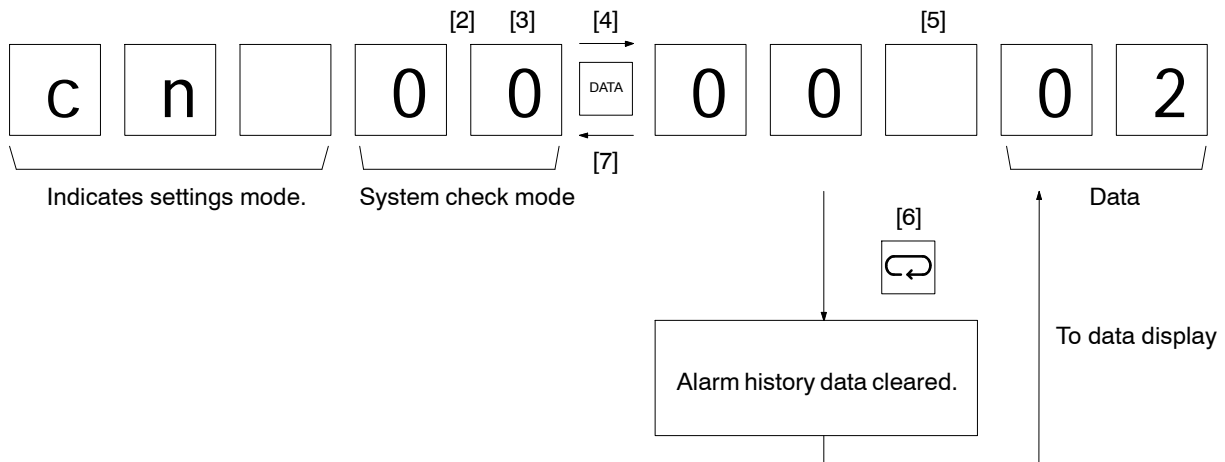 [2] [3] [4] [5]
c n 0 0 DATA 0 0 0 2
[7]
Indicates settings mode. System check mode Data
[6]
To data display
Alarm history data cleared.